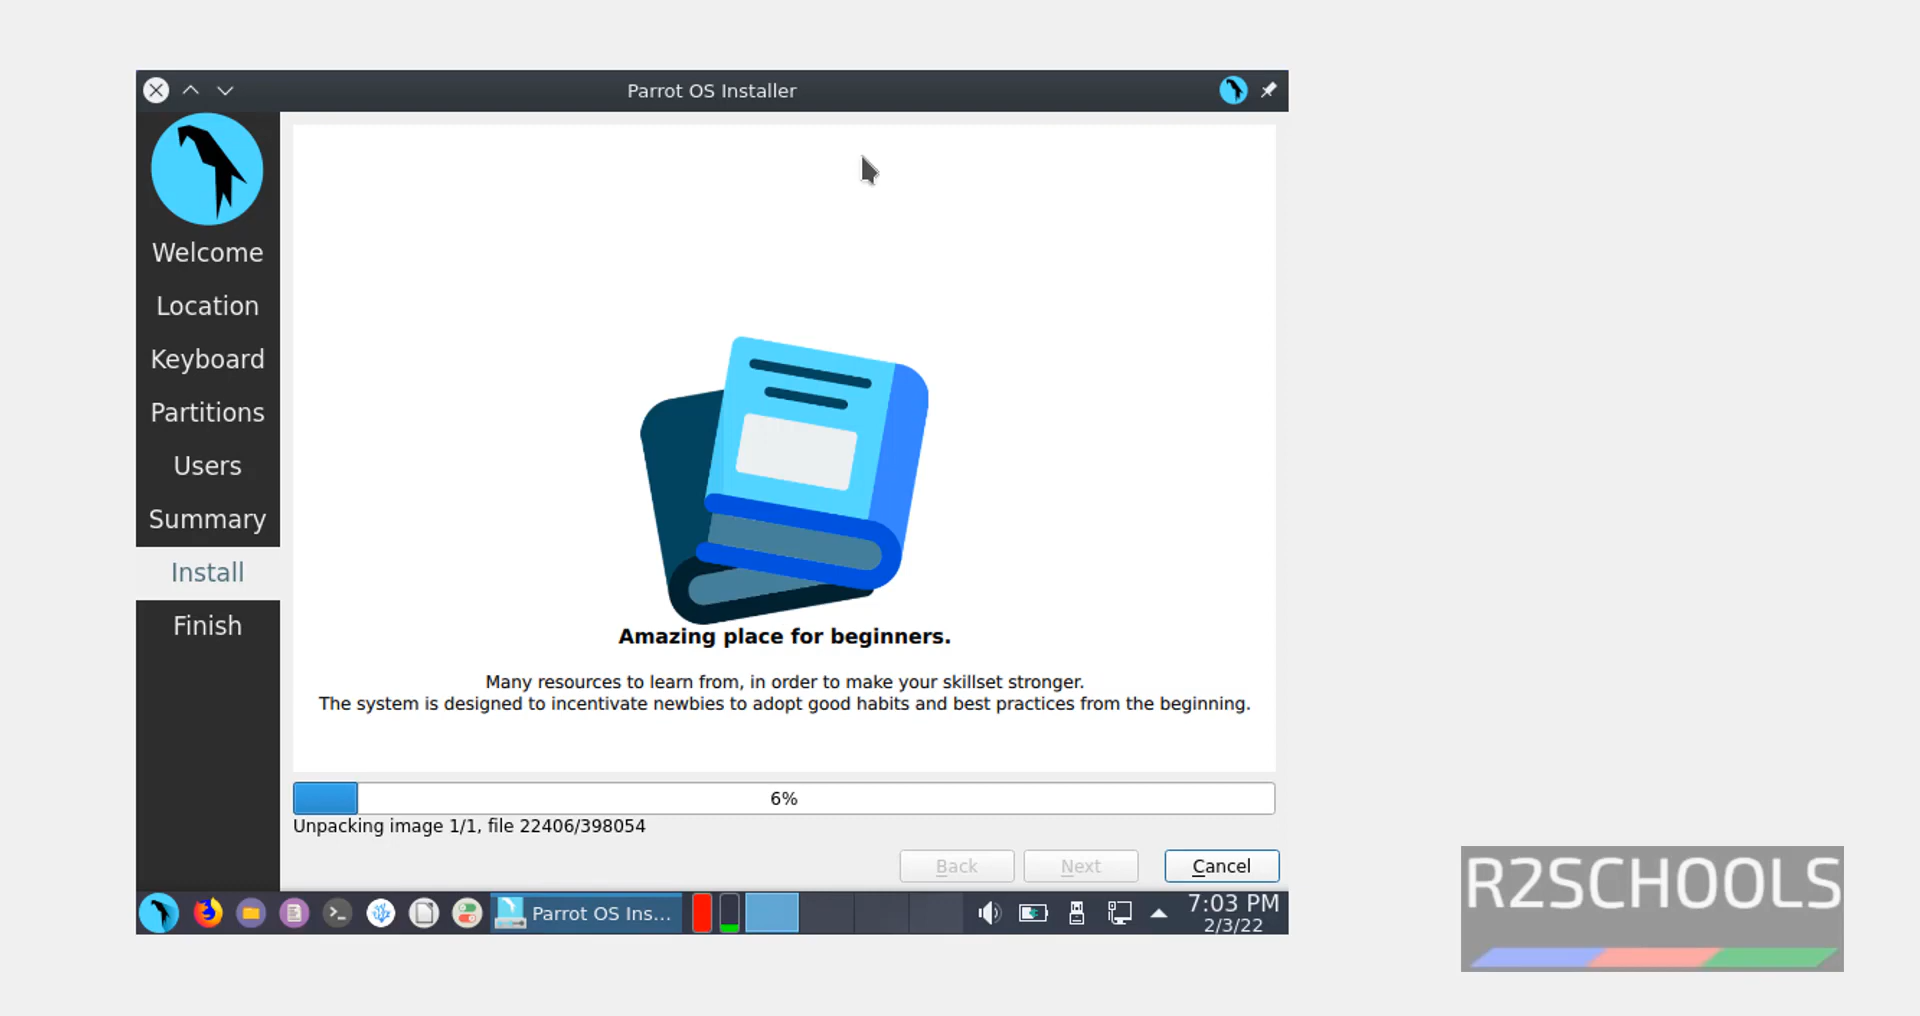 Parrot OS Installer
Welcome
Location
Keyboard
Partitions
Users
Summary
Install
Finish
Amazing place for beginners.
Many resources to learn from, in order to make your skillset stronger.
The system is designed to incentivate newbies to adopt good habits and best practices from the beginning.
6%
Unpacking image 1/1, file 22406/398054
Back
Next
Cancel
Parrot OS Ins...
7:03 PM
2/3/22
R2SCHOOLS